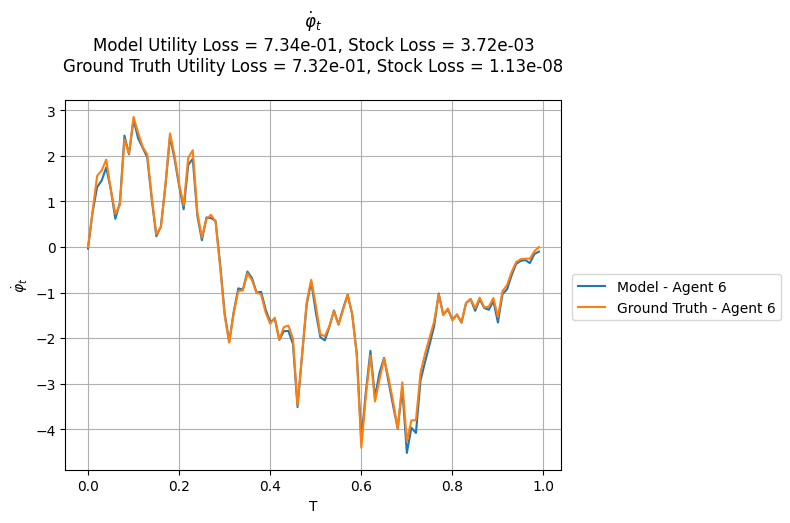 φ̇ₜ
Model Utility Loss = 7.34e-01, Stock Loss = 3.72e-03
Ground Truth Utility Loss = 7.32e-01, Stock Loss = 1.13e-08
3
2
1
0
−1
−2
−3
−4
φ̇ₜ
0.0 0.2 0.4 0.6 0.8 1.0
T
Model - Agent 6
Ground Truth - Agent 6